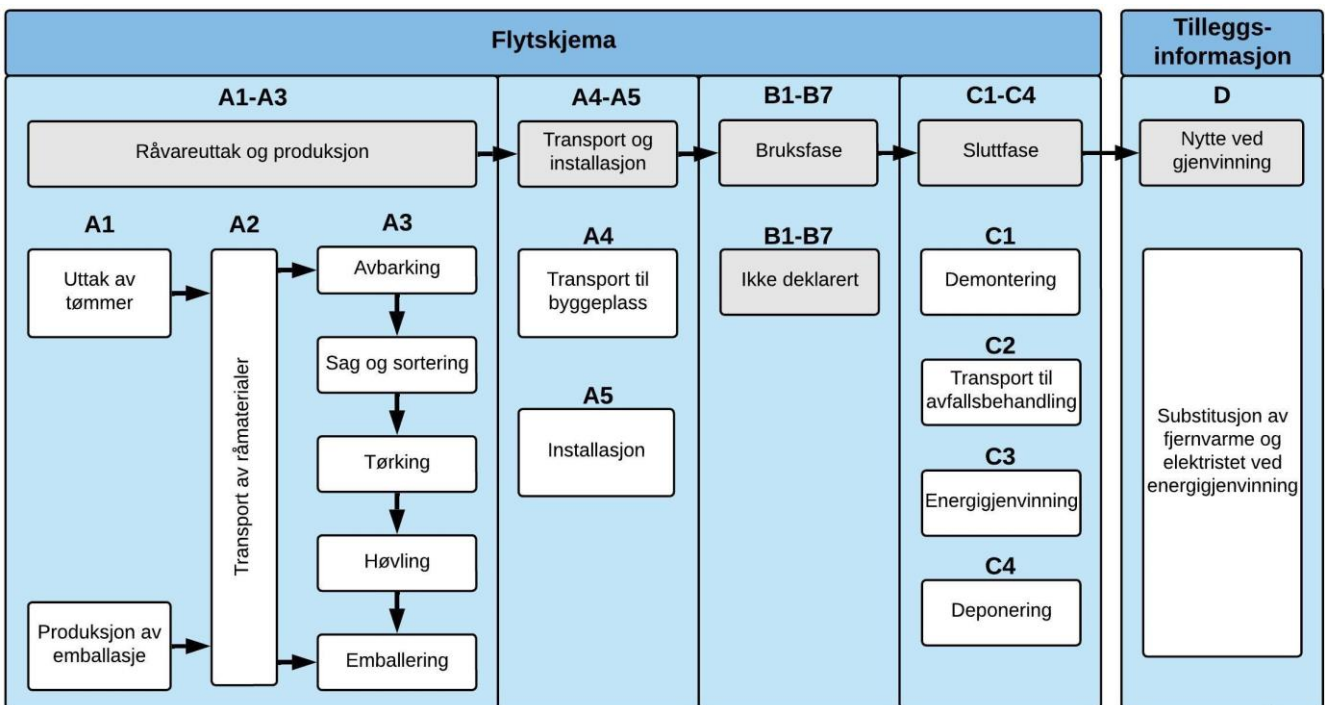 Flytskjema
Tilleggs-
informasjon
A1-A3
A4-A5
B1-B7
C1-C4
D
Råvareuttak og produksjon
Transport og
installasjon
Bruksfase
Sluttfase
Nytte ved
gjenvinning
A1
A2
A3
Uttak av
tømmer
Produksjon av
emballasje
Transport av råmaterialer
Avbarking
Sag og sortering
Tørking
Høvling
Emballering
A4
Transport til
byggeplass
A5
Installasjon
B1-B7
Ikke deklarert
C1
Demontering
C2
Transport til
avfallsbehandling
C3
Energigjenvinning
C4
Deponering
Substitusjon av
fjernvarme og
elektristet ved
energigjenvinning